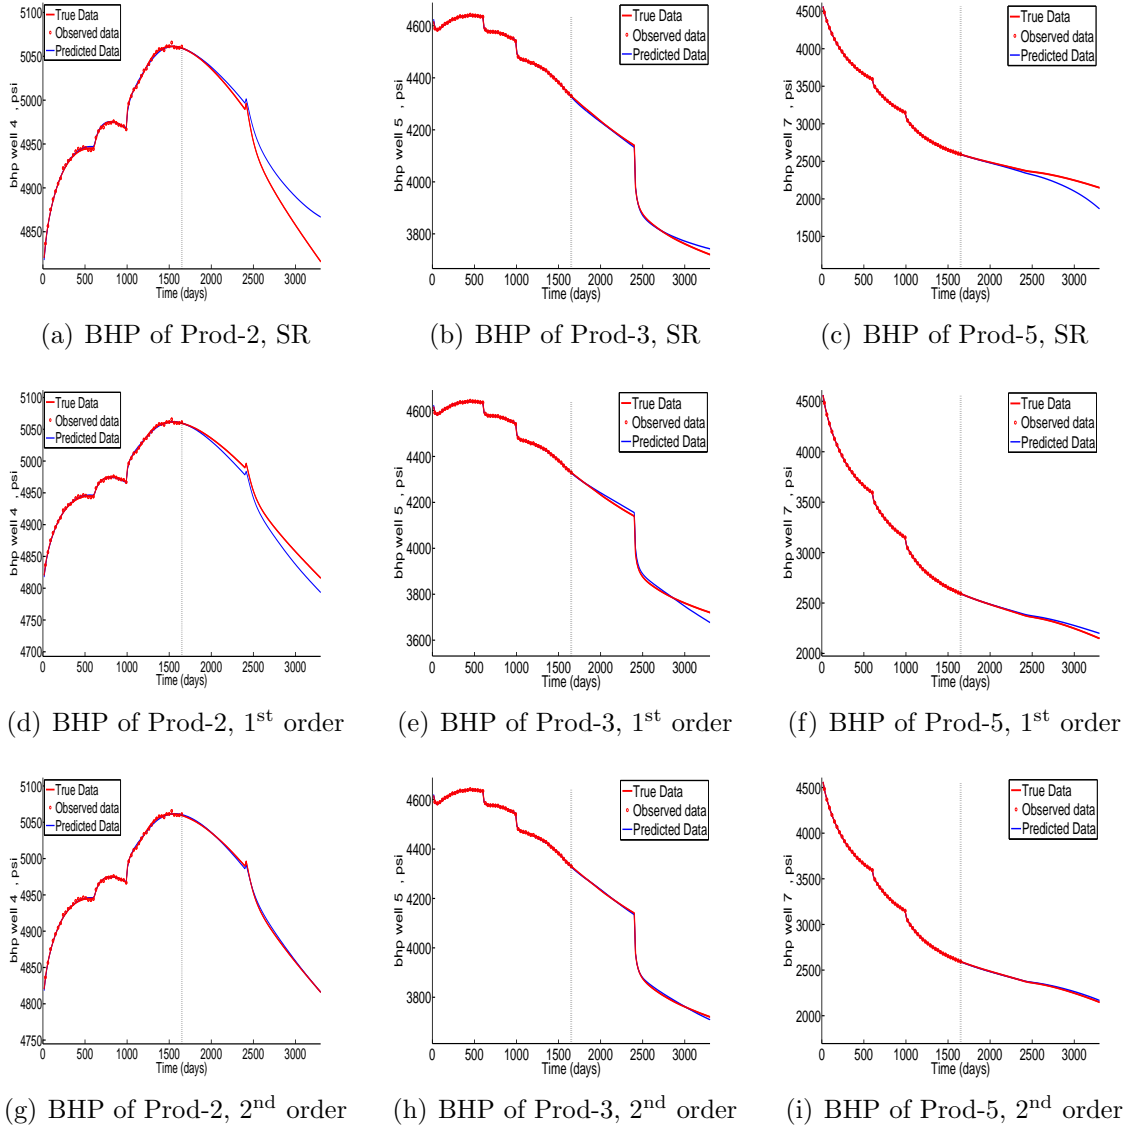 5100
5050
5000
4950
4900
4850
bhp well 4 , psi
True Data
Observed data
Predicted Data
0 500 1000 1500 2000 2500 3000
Time (days)
(a) BHP of Prod-2, SR
4600
4400
4200
4000
3800
bhp well 5 , psi
True Data
Observed data
Predicted Data
0 500 1000 1500 2000 2500 3000
Time (days)
(b) BHP of Prod-3, SR
4500
4000
3500
3000
2500
2000
1500
bhp well 7 , psi
True Data
Observed data
Predicted Data
0 500 1000 1500 2000 2500 3000
Time (days)
(c) BHP of Prod-5, SR
5100
5050
5000
4950
4900
4850
4800
4750
4700
bhp well 4 , psi
True Data
Observed data
Predicted Data
0 500 1000 1500 2000 2500 3000
Time (days)
(d) BHP of Prod-2, 1st order
4600
4400
4200
4000
3800
3600
bhp well 5 , psi
True Data
Observed data
Predicted Data
0 500 1000 1500 2000 2500 3000
Time (days)
(e) BHP of Prod-3, 1st order
4500
4000
3500
3000
2500
2000
bhp well 7 , psi
True Data
Observed data
Predicted Data
0 500 1000 1500 2000 2500 3000
Time (days)
(f) BHP of Prod-5, 1st order
5100
5050
5000
4950
4900
4850
4800
4750
bhp well 4 , psi
True Data
Observed data
Predicted Data
0 500 1000 1500 2000 2500 3000
Time (days)
(g) BHP of Prod-2, 2nd order
4600
4400
4200
4000
3800
bhp well 5 , psi
True Data
Observed data
Predicted Data
0 500 1000 1500 2000 2500 3000
Time (days)
(h) BHP of Prod-3, 2nd order
4500
4000
3500
3000
2500
2000
bhp well 7 , psi
True Data
Observed data
Predicted Data
0 500 1000 1500 2000 2500 3000
Time (days)
(i) BHP of Prod-5, 2nd order